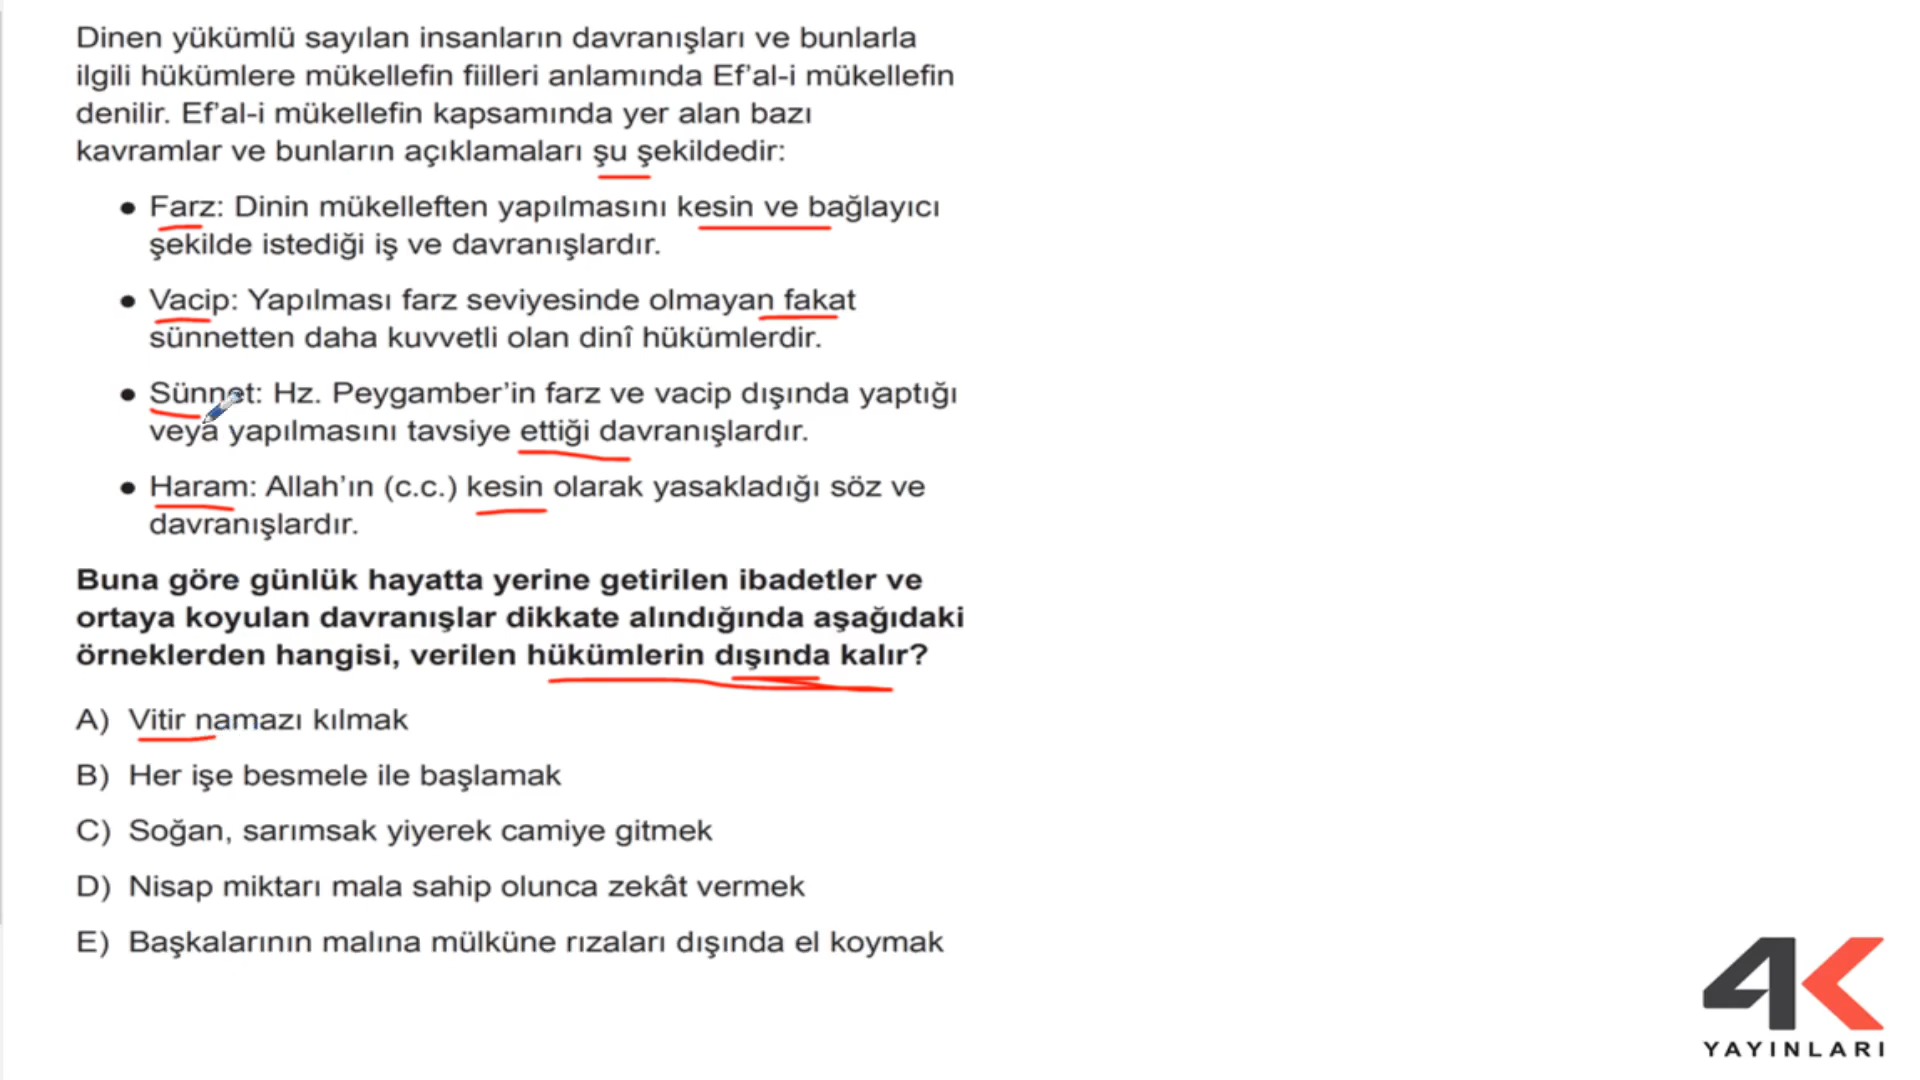 Dinen yükümlü sayılan insanların davranışları ve bunlarla
ilgili hükümlere mükellefin fiilleri anlamında Ef’al-i mükellefin
denilir. Ef’al-i mükellefin kapsamında yer alan bazı
kavramlar ve bunların açıklamaları şu şekildedir:
● Farz: Dinin mükelleften yapılmasını kesin ve bağlayıcı
şekilde istediği iş ve davranışlardır.
● Vacip: Yapılması farz seviyesinde olmayan fakat
sünnetten daha kuvvetli olan dinî hükümlerdir.
● Sünnet: Hz. Peygamber’in farz ve vacip dışında yaptığı
veya yapılmasını tavsiye ettiği davranışlardır.
● Haram: Allah’ın (c.c.) kesin olarak yasakladığı söz ve
davranışlardır.
Buna göre günlük hayatta yerine getirilen ibadetler ve
ortaya koyulan davranışlar dikkate alındığında aşağıdaki
örneklerden hangisi, verilen hükümlerin dışında kalır?
A) Vitir namazı kılmak
B) Her işe besmele ile başlamak
C) Soğan, sarımsak yiyerek camiye gitmek
D) Nisap miktarı mala sahip olunca zekât vermek
E) Başkalarının malına mülküne rızaları dışında el koymak
4K
YAYINLARI